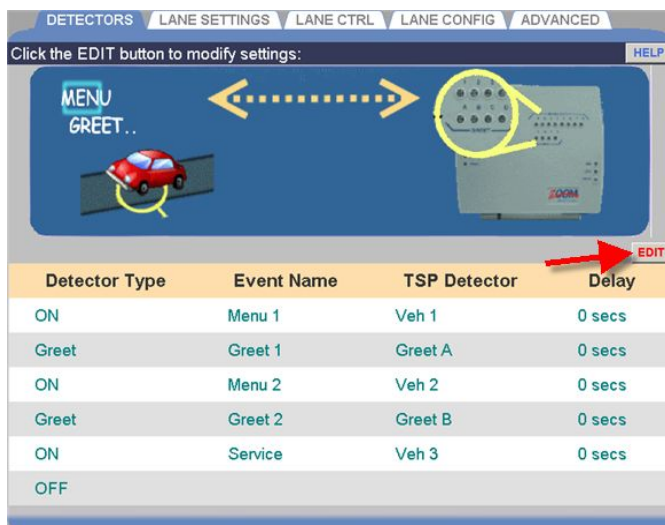 DETECTORS LANE SETTINGS LANE CTRL LANE CONFIG ADVANCED
Click the EDIT button to modify settings: HELP
MENU
GREET..
ZOOM
EDIT
Detector Type Event Name TSP Detector Delay
ON Menu 1 Veh 1 0 secs
Greet Greet 1 Greet A 0 secs
ON Menu 2 Veh 2 0 secs
Greet Greet 2 Greet B 0 secs
ON Service Veh 3 0 secs
OFF